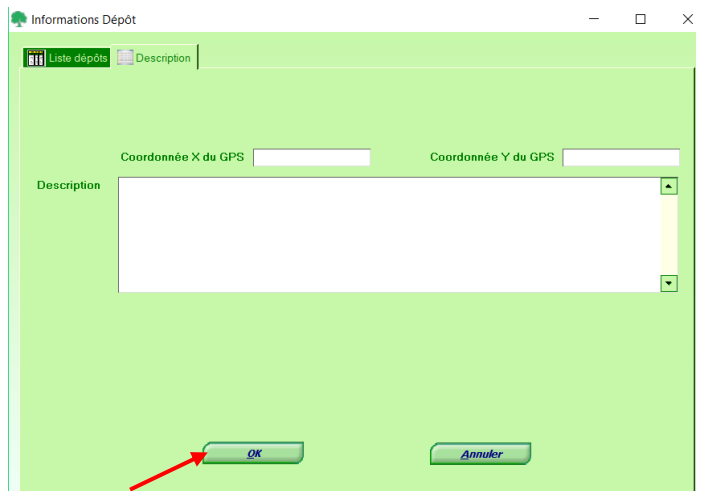 Informations Dépôt
Liste dépôts Description
Coordonnée X du GPS Coordonnée Y du GPS
Description
OK Annuler